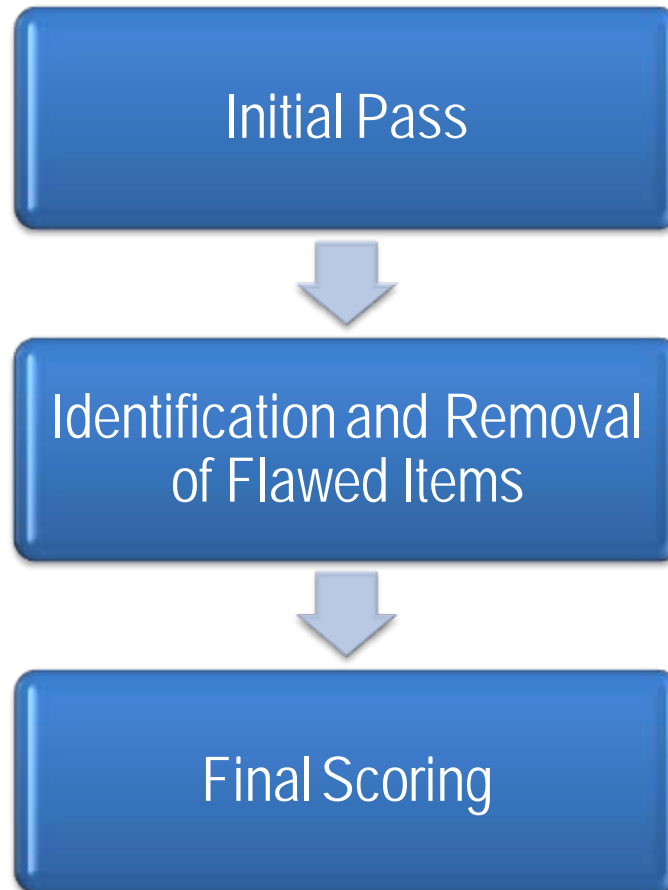 Initial Pass
Identification and Removal
of Flawed Items
Final Scoring